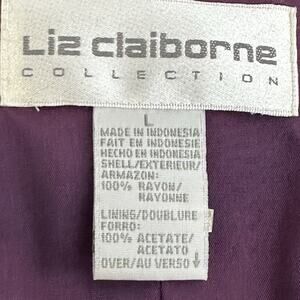 Liz claiborne
COLLECTION
L
MADE IN INDONESIA
FAIT EN INDONESIE
HECHO EN INDONESIA
SHELL/EXTERIEUR/
ARMAZON:
100% RAYON/
RAYONNE
LINING/DOUBLURE
FORRO:
100% ACETATE/
ACETATO
OVER/AU VERSO ↓